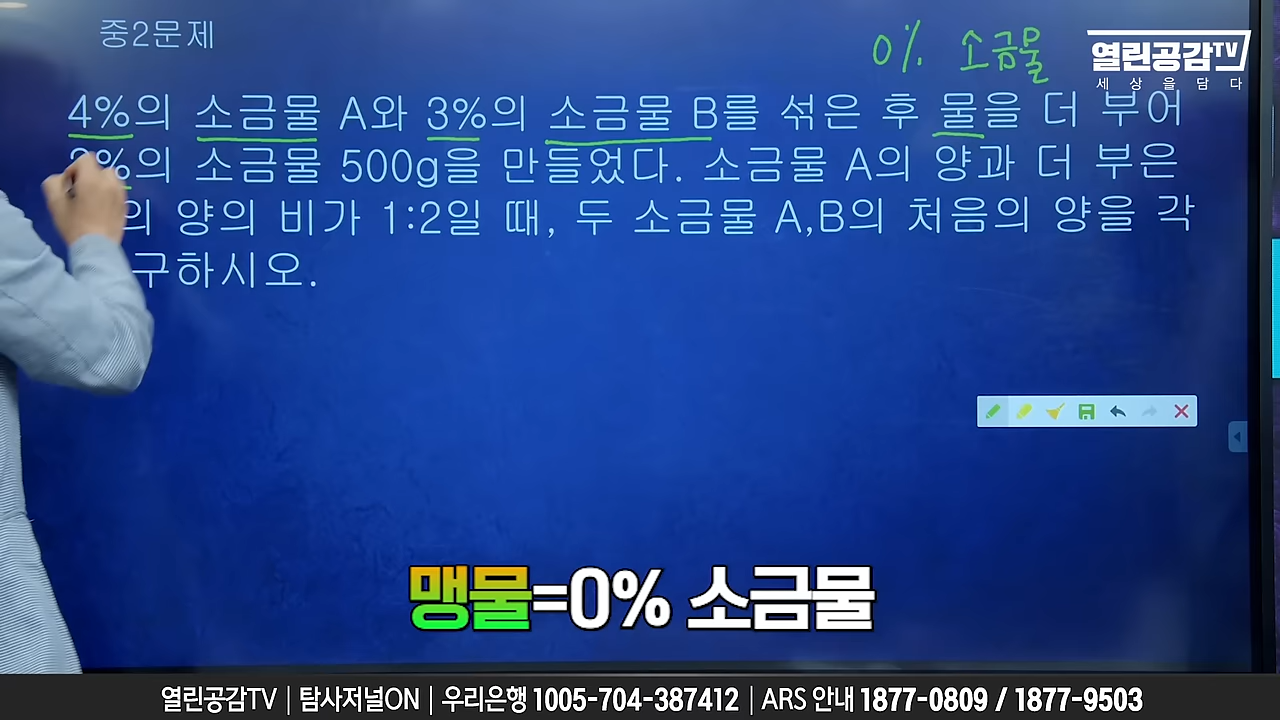 중2문제
0% 소금물
열린공감TV
세상을담다
4%의 소금물 A와 3%의 소금물 B를 섞은 후 물을 더 부어
%의 소금물 500g을 만들었다. 소금물 A의 양과 더 부은
의 양의 비가 1:2일 때, 두 소금물 A,B의 처음의 양을 각
구하시오.
맹물=0% 소금물
열린공감TV | 탐사저널ON | 우리은행 1005-704-387412 | ARS 안내 1877-0809 / 1877-9503